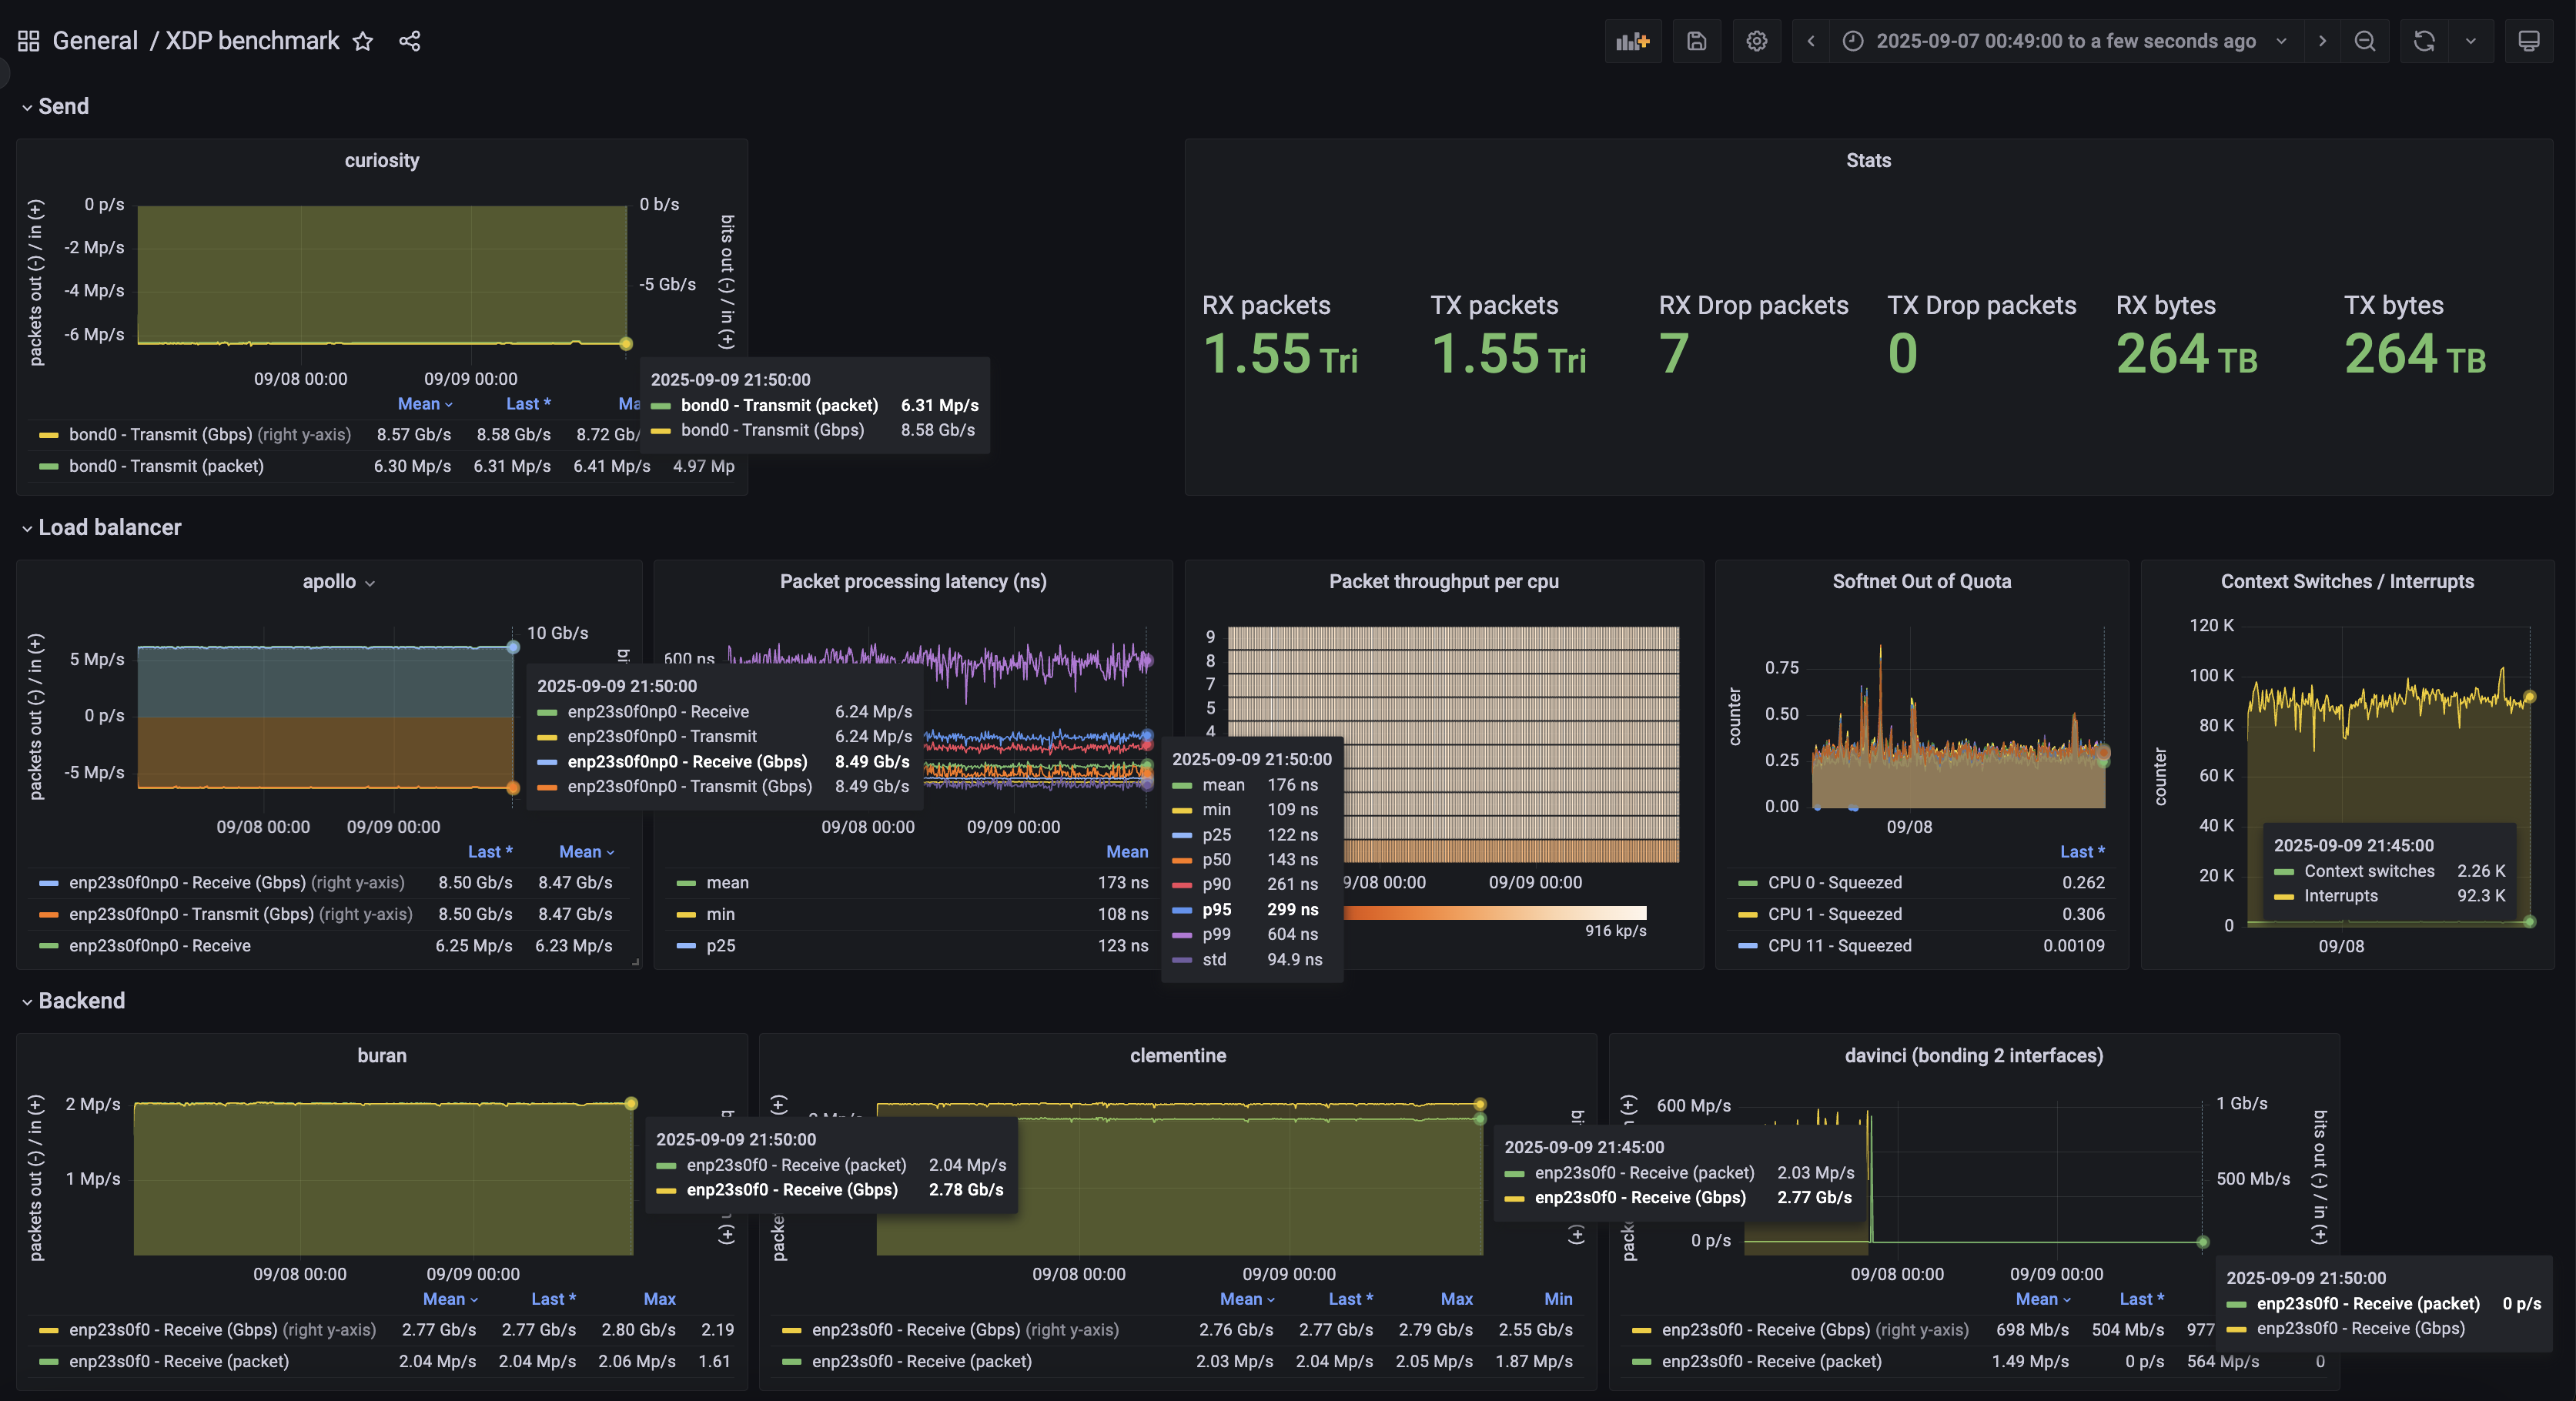 General / XDP benchmark
2025-09-07 00:49:00 to a few seconds ago
Send
curiosity
packets out (-) / in (+)
0 p/s
-2 Mp/s
-4 Mp/s
-6 Mp/s
0 b/s
-5 Gb/s
bits out (-) / in (+)
09/08 00:00 09/09 00:00
Mean Last * Ma
bond0 - Transmit (Gbps) (right y-axis) 8.57 Gb/s 8.58 Gb/s 8.72 Gb/
bond0 - Transmit (packet) 6.30 Mp/s 6.31 Mp/s 6.41 Mp/s 4.97 Mp
2025-09-09 21:50:00
bond0 - Transmit (packet) 6.31 Mp/s
bond0 - Transmit (Gbps) 8.58 Gb/s
Stats
RX packets
1.55 Tri
TX packets
1.55 Tri
RX Drop packets
7
TX Drop packets
0
RX bytes
264 TB
TX bytes
264 TB
Load balancer
apollo
packets out (-) / in (+)
5 Mp/s
0 p/s
-5 Mp/s
10 Gb/s
bi
09/08 00:00 09/09 00:00
Last * Mean
enp23s0f0np0 - Receive (Gbps) (right y-axis) 8.50 Gb/s 8.47 Gb/s
enp23s0f0np0 - Transmit (Gbps) (right y-axis) 8.50 Gb/s 8.47 Gb/s
enp23s0f0np0 - Receive 6.25 Mp/s 6.23 Mp/s
2025-09-09 21:50:00
enp23s0f0np0 - Receive 6.24 Mp/s
enp23s0f0np0 - Transmit 6.24 Mp/s
enp23s0f0np0 - Receive (Gbps) 8.49 Gb/s
enp23s0f0np0 - Transmit (Gbps) 8.49 Gb/s
Packet processing latency (ns)
600 ns
09/08 00:00 09/09 00:00
Mean
mean 173 ns
min 108 ns
p25 123 ns
2025-09-09 21:50:00
mean 176 ns
min 109 ns
p25 122 ns
p50 143 ns
p90 261 ns
p95 299 ns
p99 604 ns
std 94.9 ns
Packet throughput per cpu
9
8
7
5
4
9/08 00:00 09/09 00:00
916 kp/s
Softnet Out of Quota
counter
0.75
0.50
0.25
0.00
09/08
Last *
CPU 0 - Squeezed 0.262
CPU 1 - Squeezed 0.306
CPU 11 - Squeezed 0.00109
Context Switches / Interrupts
counter
120 K
100 K
80 K
60 K
40 K
20 K
0
09/08
2025-09-09 21:45:00
Context switches 2.26 K
Interrupts 92.3 K
Backend
buran
packets out (-) / in (+)
2 Mp/s
1 Mp/s
09/08 00:00 09/09 00:00
Mean Last * Max
enp23s0f0 - Receive (Gbps) (right y-axis) 2.77 Gb/s 2.77 Gb/s 2.80 Gb/s 2.19
enp23s0f0 - Receive (packet) 2.04 Mp/s 2.04 Mp/s 2.06 Mp/s 1.61
2025-09-09 21:50:00
enp23s0f0 - Receive (packet) 2.04 Mp/s
enp23s0f0 - Receive (Gbps) 2.78 Gb/s
clementine
09/08 00:00 09/09 00:00
Mean Last * Max Min
enp23s0f0 - Receive (Gbps) (right y-axis) 2.76 Gb/s 2.77 Gb/s 2.79 Gb/s 2.55 Gb/s
enp23s0f0 - Receive (packet) 2.03 Mp/s 2.04 Mp/s 2.05 Mp/s 1.87 Mp/s
2025-09-09 21:45:00
enp23s0f0 - Receive (packet) 2.03 Mp/s
enp23s0f0 - Receive (Gbps) 2.77 Gb/s
davinci (bonding 2 interfaces)
600 Mp/s
0 p/s
1 Gb/s
500 Mb/s
bits out (-) / in (+)
09/08 00:00 09/09 00:00
Mean Last *
enp23s0f0 - Receive (Gbps) (right y-axis) 698 Mb/s 504 Mb/s 977
enp23s0f0 - Receive (packet) 1.49 Mp/s 0 p/s 564 Mp/s 0
2025-09-09 21:50:00
enp23s0f0 - Receive (packet) 0 p/s
enp23s0f0 - Receive (Gbps)